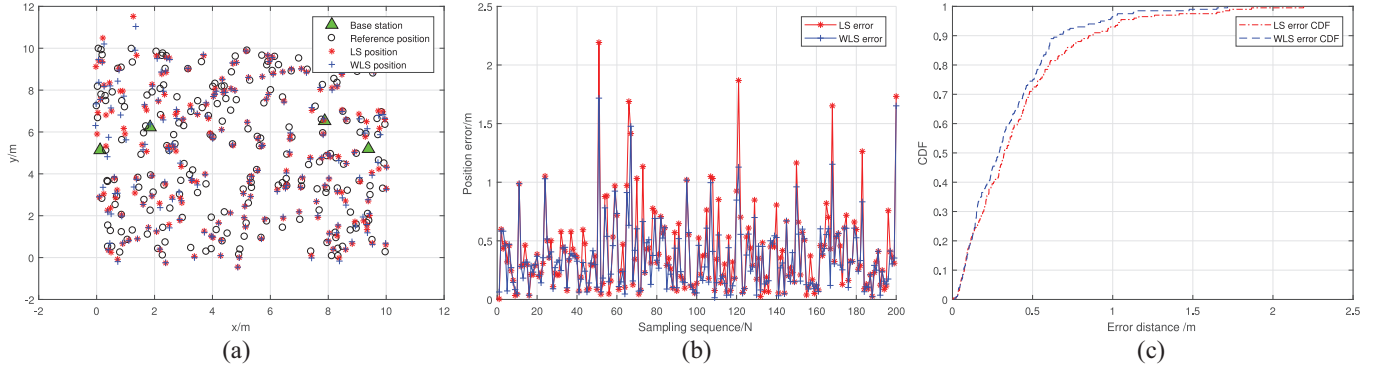 12
10
8
6
4
2
0
-2
y/m
-2
0
2
4
6
8
10
12
x/m
Base station
Reference position
LS position
WLS position
(a)
2.5
2
1.5
1
0.5
0
Position error/m
0
20
40
60
80
100
120
140
160
180
200
Sampling sequence/N
LS error
WLS error
(b)
1
0,9
0,8
0,7
0,6
0,5
0,4
0,3
0,2
0,1
0
CDF
0
0.5
1
1.5
2
2.5
Error distance /m
LS error CDF
WLS error CDF
(c)